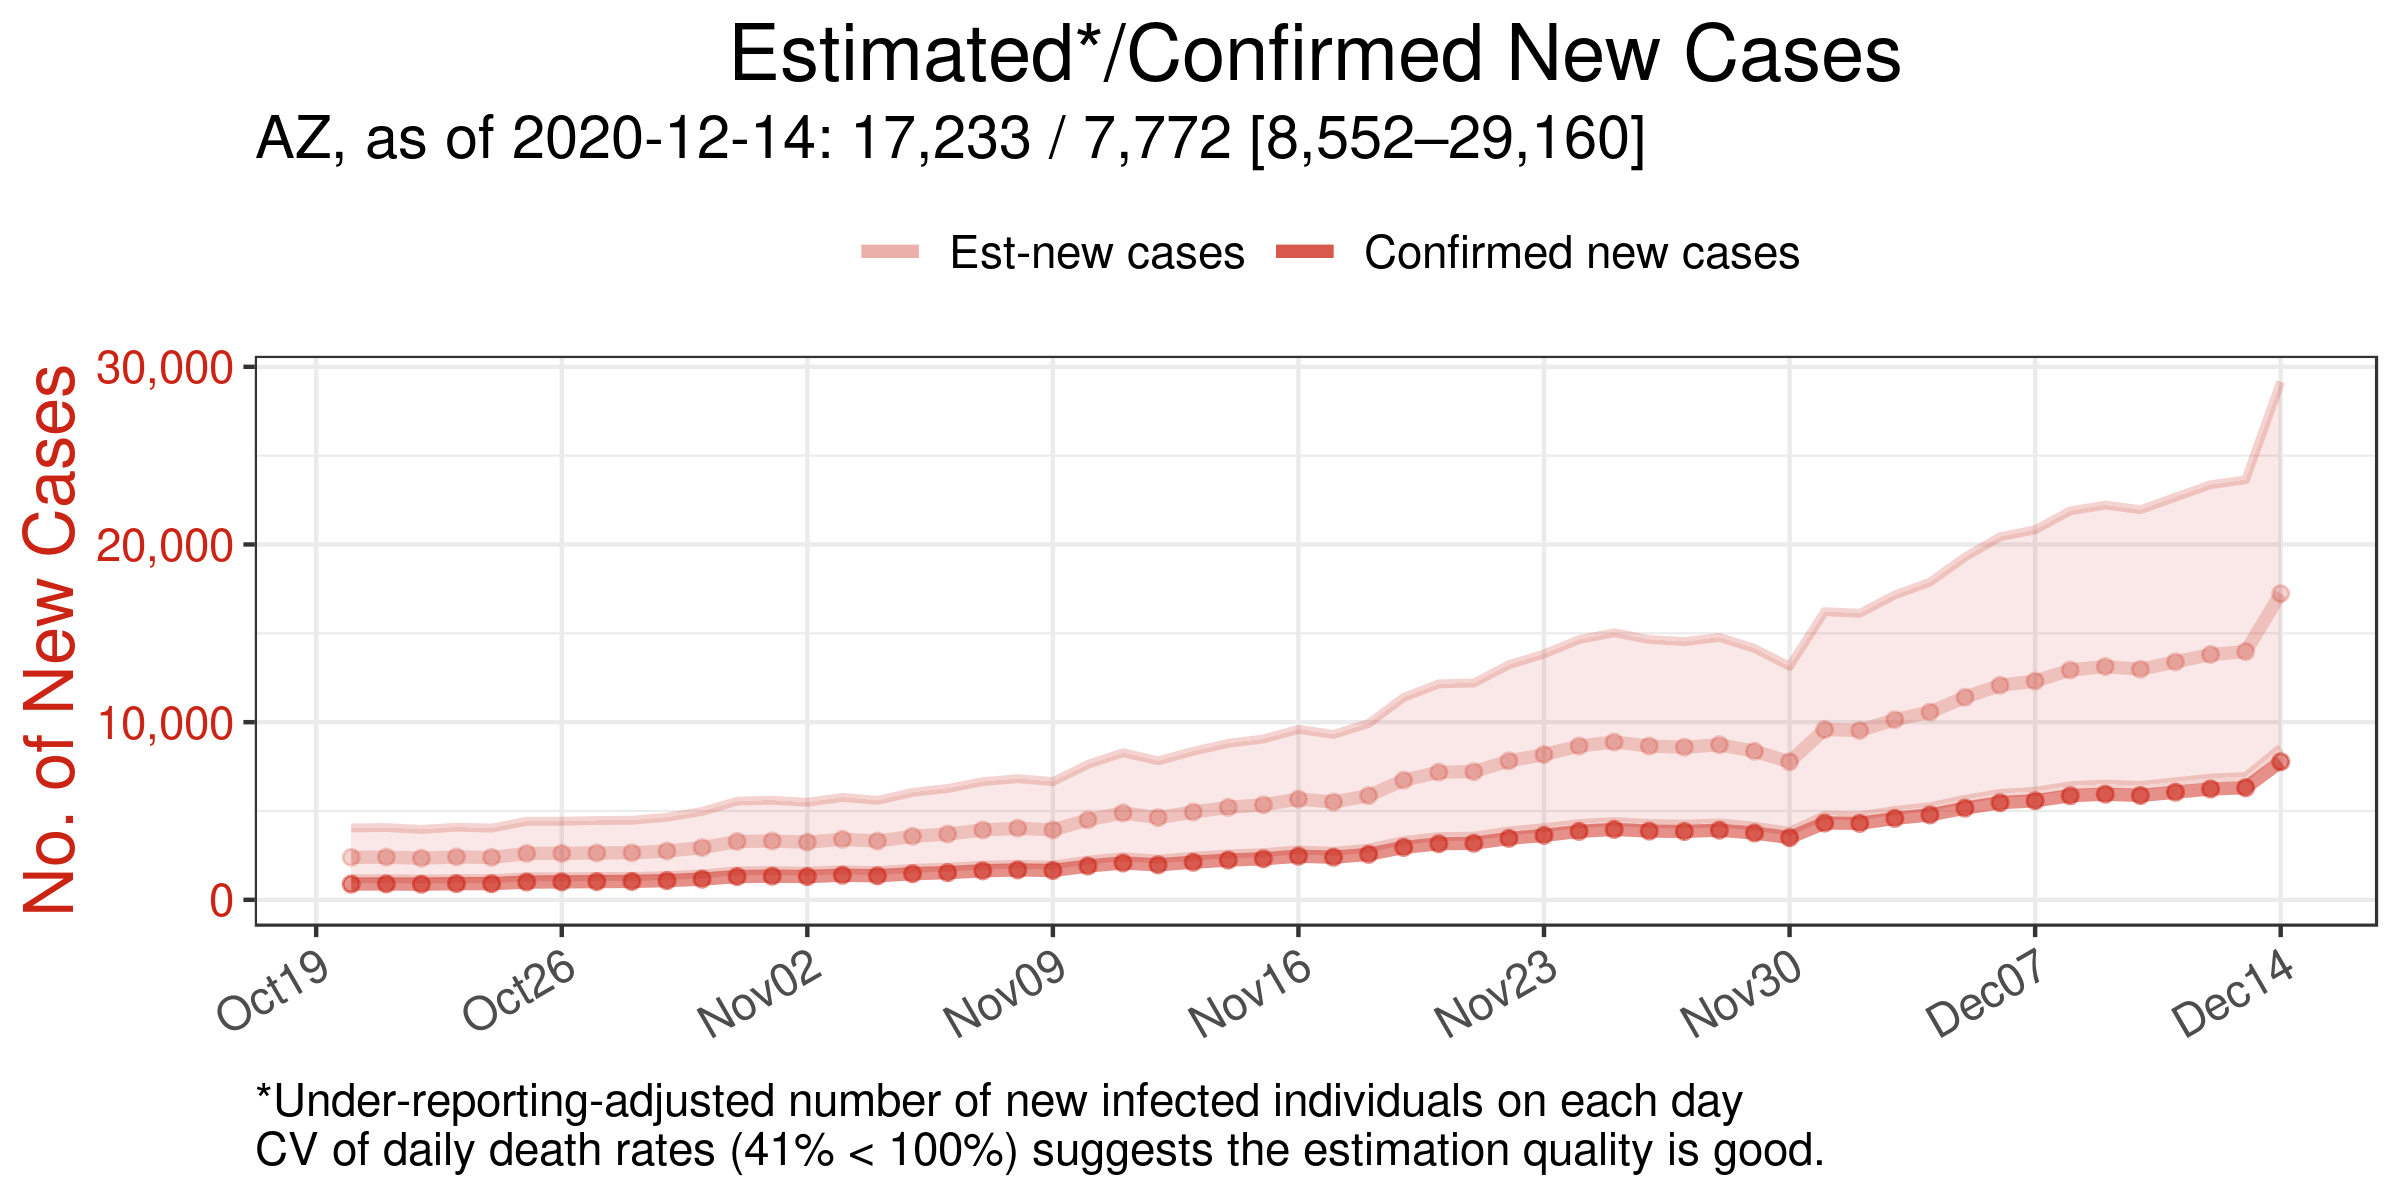 Estimated*/Confirmed New Cases
AZ, as of 2020-12-14: 17,233 / 7,772 [8,552–29,160]
Est-new cases
Confirmed new cases
No. of New Cases
30,000
20,000
10,000
0
Oct19
Oct26
Nov02
Nov09
Nov16
Nov23
Nov30
Dec07
Dec14
*Under-reporting-adjusted number of new infected individuals on each day
CV of daily death rates (41% < 100%) suggests the estimation quality is good.